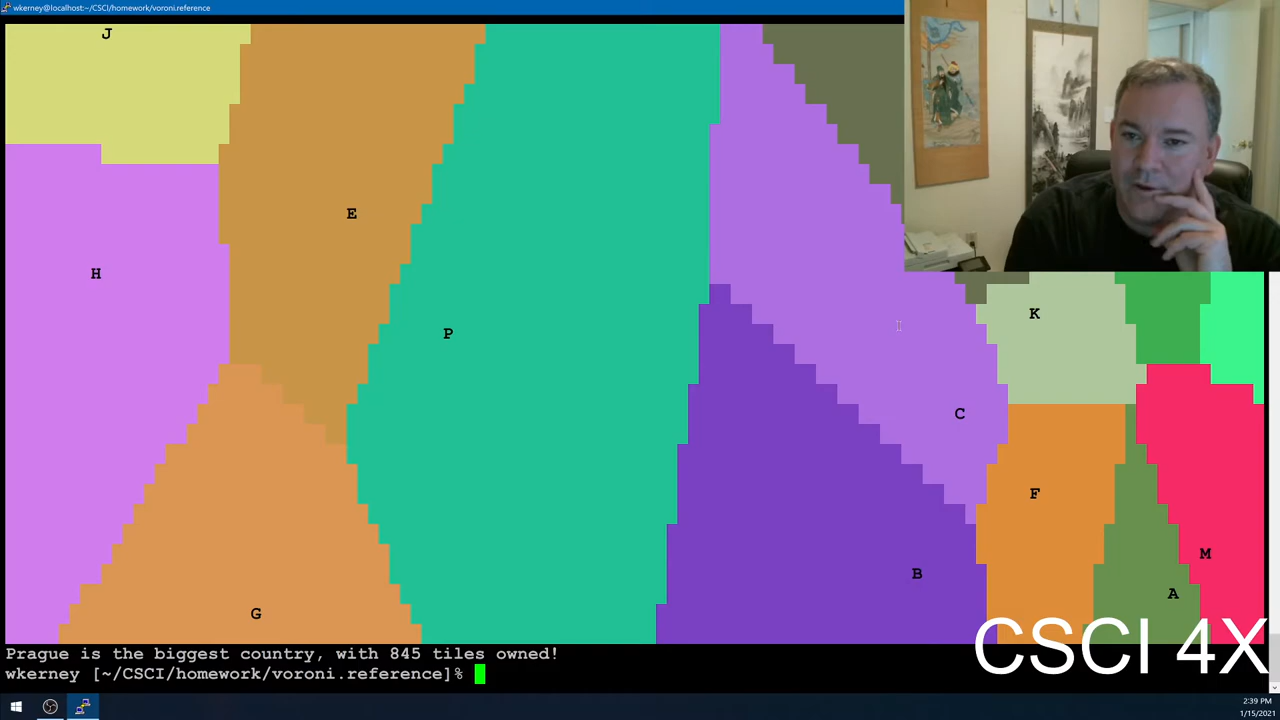 wkerney@localhost:~/CSCI/homework/voroni.reference
J
E
H
P
K
C
F
B
M
A
G
CSCI 4X
Prague is the biggest country, with 845 tiles owned!
wkerney [~/CSCI/homework/voroni.reference]%
2:39 PM
1/15/2021